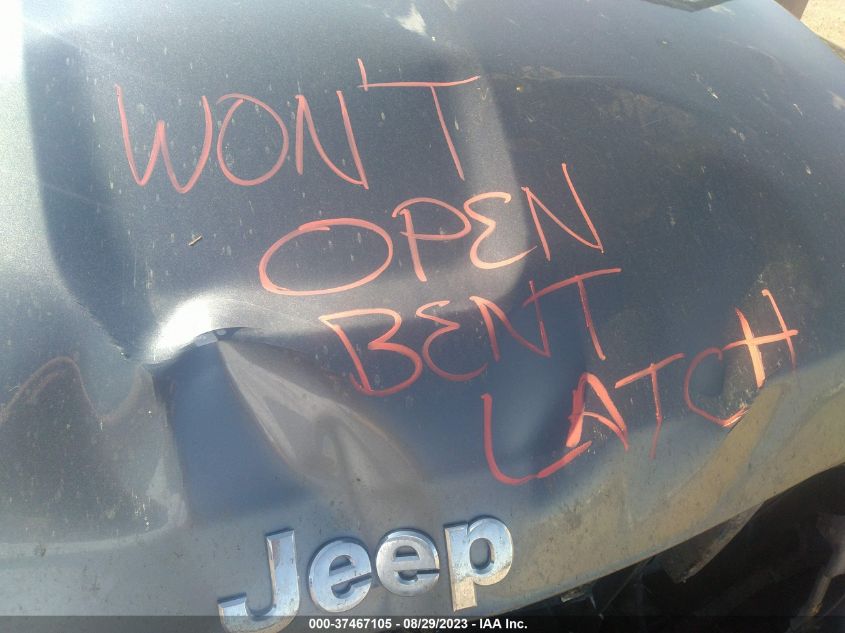 WON'T
OPEN
BENT
LATCH
Jeep
000-37467105 - 08/29/2023 - IAA Inc.